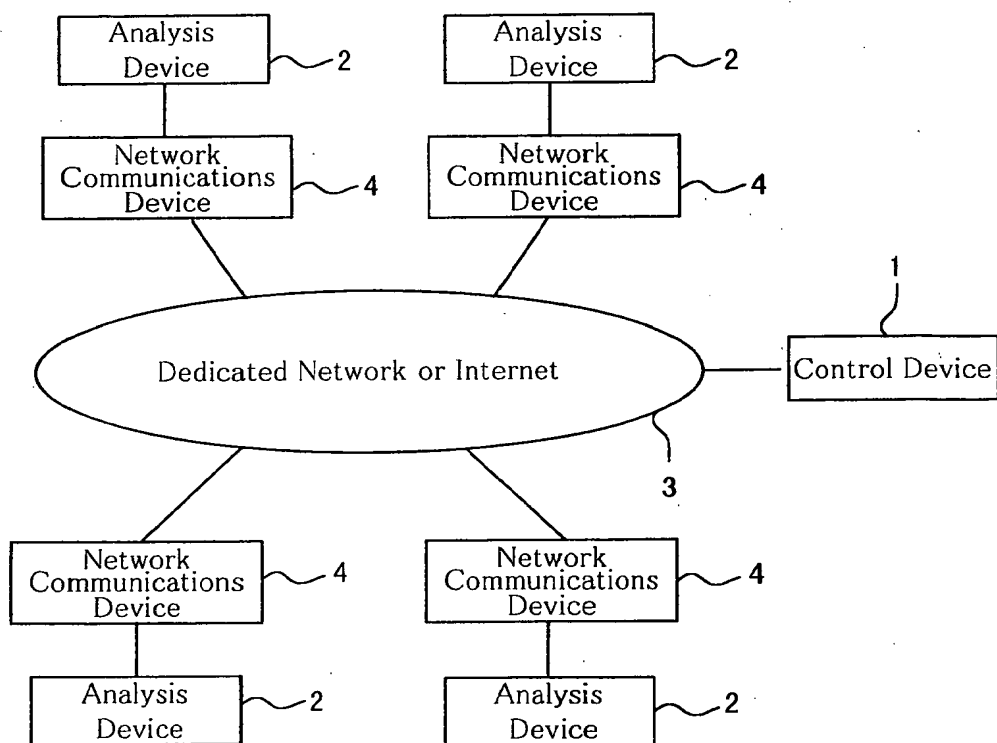 Analysis
Device
2
Analysis
Device
2
Network
Communications
Device
4
Network
Communications
Device
4
1
Dedicated Network or Internet
Control Device
3
Network
Communications
Device
4
Network
Communications
Device
4
Analysis
Device
2
Analysis
Device
2